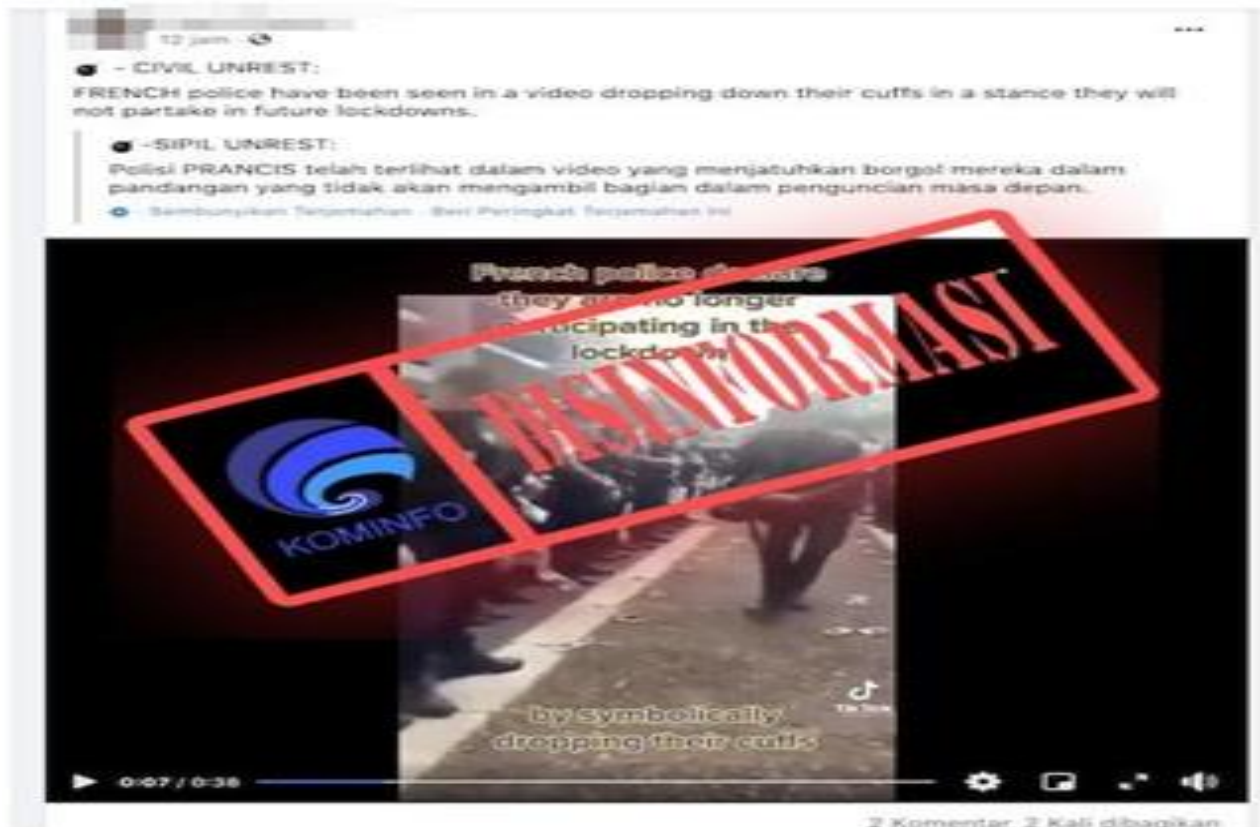 12 jam
- CIVIL UNREST:
FRENCH police have been seen in a video dropping down their cuffs in a stance they will
not partake in future lockdowns.
-SIPIL UNREST:
Polisi PRANCIS telah terlihat dalam video yang menjatuhkan borgol mereka dalam
pandangan yang tidak akan mengambil bagian dalam penguncian masa depan.
Sembunyikan Terjemahan · Beri Peringkat Terjemahan Ini
French police
they are no longer
in the
DISINFORMASI
KOMINFO
TikTok
by symbolically
dropping their cuffs
0:07 / 0:38
2 Komentar 2 Kali dibagikan